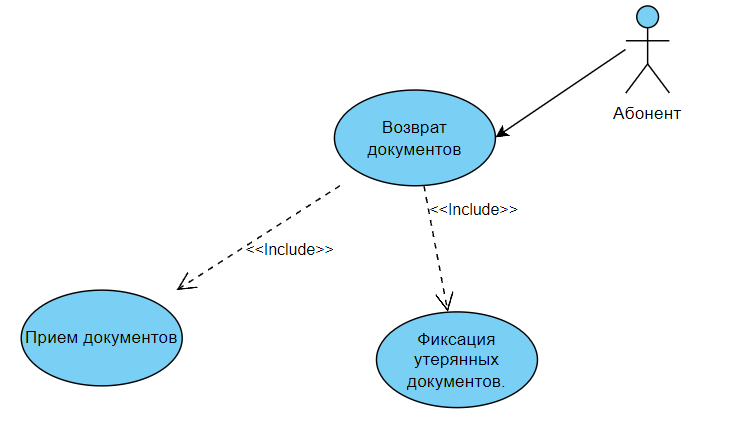 Абонент
Возврат
документов
<<Include>>
<<Include>>
Прием документов
Фиксация
утерянных
документов.